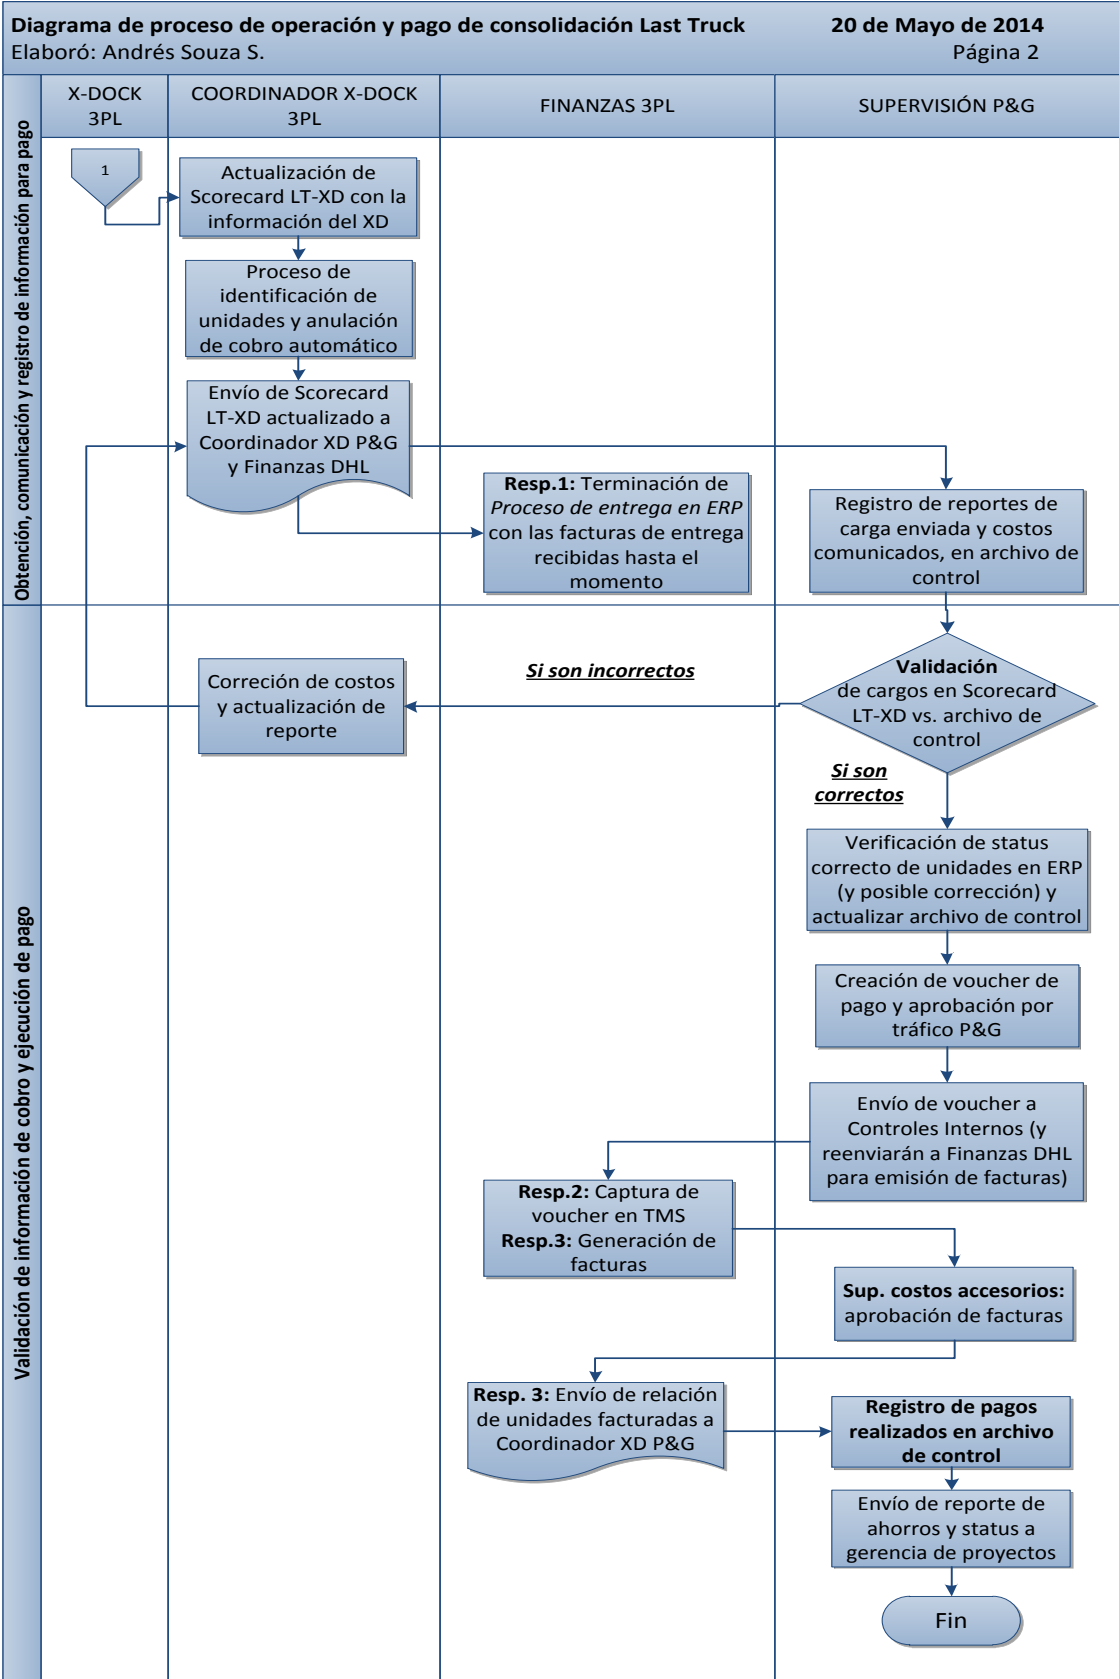 Diagrama de proceso de operación y pago de consolidación Last Truck
20 de Mayo de 2014
Elaboró: Andrés Souza S.
Página 2
X-DOCK
3PL
COORDINADOR X-DOCK
3PL
FINANZAS 3PL
SUPERVISIÓN P&G
Obtención, comunicación y registro de información para pago
1
Actualización de
Scorecard LT-XD con la
información del XD
Proceso de
identificación de
unidades y anulación
de cobro automático
Envío de Scorecard
LT-XD actualizado a
Coordinador XD P&G
y Finanzas DHL
Resp.1: Terminación de
Proceso de entrega en ERP
con las facturas de entrega
recibidas hasta el
momento
Registro de reportes de
carga enviada y costos
comunicados, en archivo de
control
Validación de información de cobro y ejecución de pago
Validación
de cargos en Scorecard
LT-XD vs. archivo de
control
Si son incorrectos
Correción de costos
y actualización de
reporte
Si son
correctos
Verificación de status
correcto de unidades en ERP
(y posible corrección) y
actualizar archivo de control
Creación de voucher de
pago y aprobación por
tráfico P&G
Envío de voucher a
Controles Internos (y
reenviarán a Finanzas DHL
para emisión de facturas)
Resp.2: Captura de
voucher en TMS
Resp.3: Generación de
facturas
Sup. costos accesorios:
aprobación de facturas
Resp. 3: Envío de relación
de unidades facturadas a
Coordinador XD P&G
Registro de pagos
realizados en archivo
de control
Envío de reporte de
ahorros y status a
gerencia de proyectos
Fin